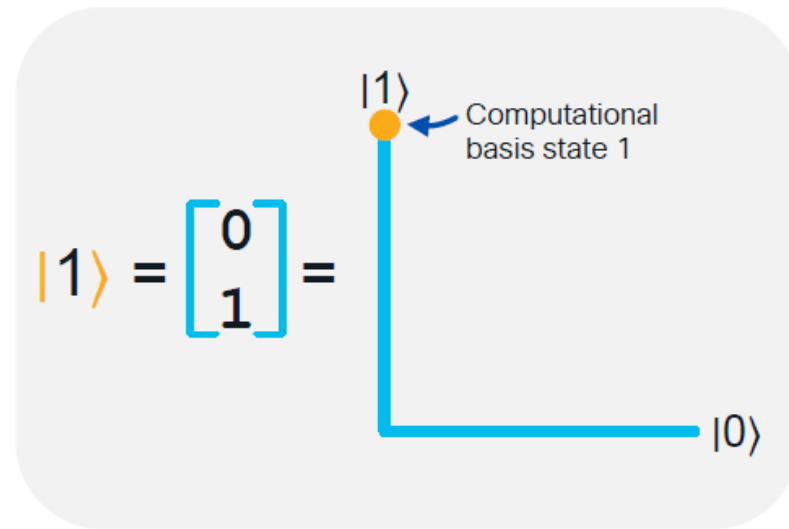 |1⟩
Computational
basis state 1
|1⟩ = [0 1] =
|0⟩